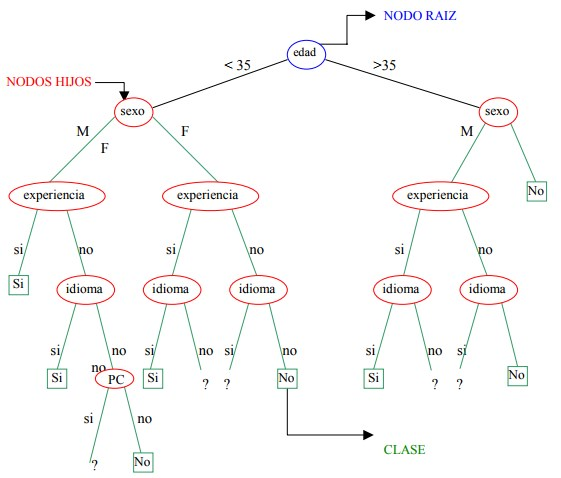 NODO RAIZ
edad
< 35
>35
NODOS HIJOS
sexo
sexo
M
F
F
M
experiencia
experiencia
experiencia
No
si
no
si
no
si
no
Si
idioma
idioma
idioma
idioma
idioma
si
no
si
no
si
no
si
no
si
no
Si
PC
Si
?
?
No
Si
?
?
No
si
no
CLASE
?
No